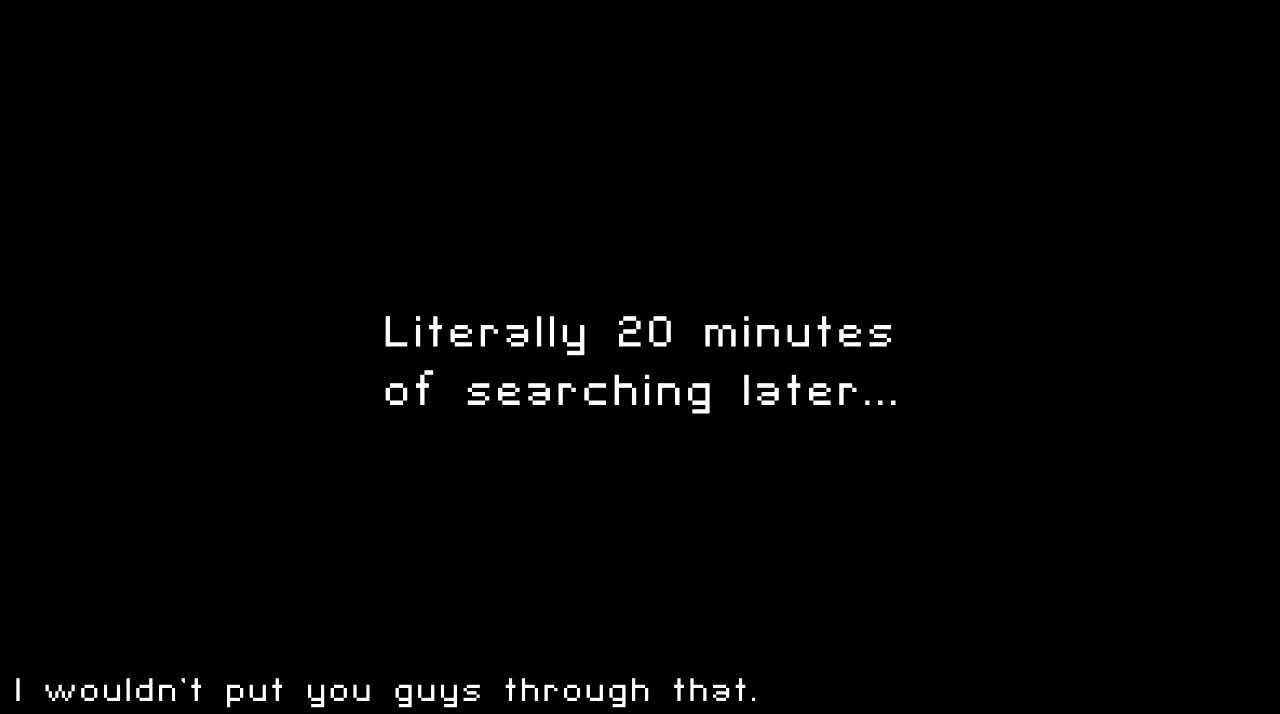 Literally 20 minutes
of searching later...
I wouldn't put you guys through that.